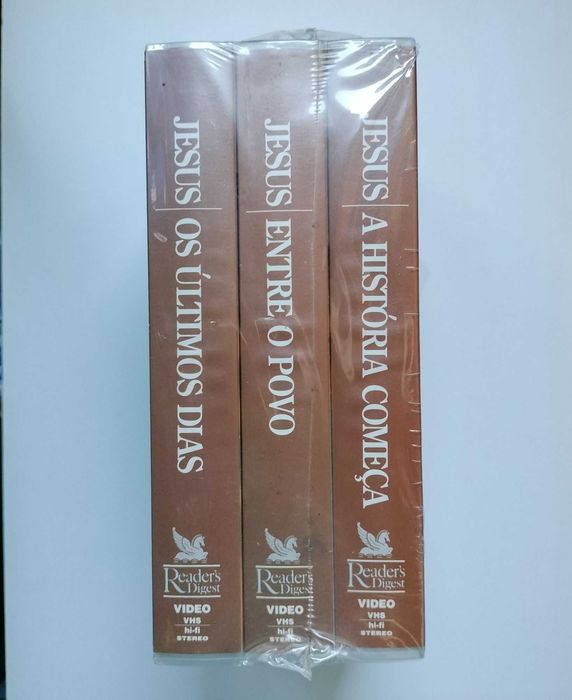 JESUS OS ÚLTIMOS DIAS
Reader's
Digest
VIDEO
VHS
hi-fi
STEREO
JESUS ENTRE O POVO
Reader's
Digest
VIDEO
VHS
hi-fi
STEREO
JESUS A HISTÓRIA COMEÇA
Reader's
Digest
VIDEO
VHS
hi-fi
STEREO